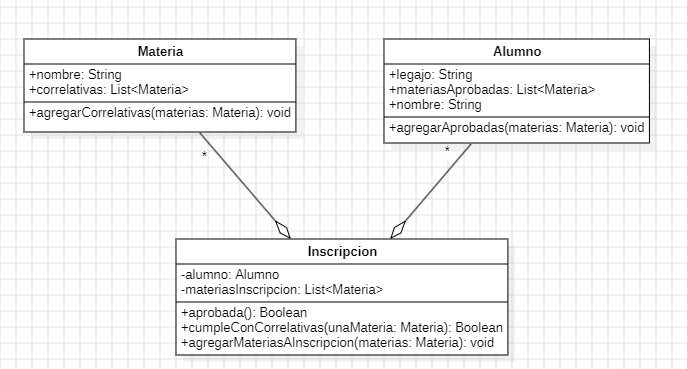 Materia
+nombre: String
+correlativas: List<Materia>
+agregarCorrelativas(materias: Materia): void
*
Alumno
+legajo: String
+materiasAprobadas: List<Materia>
+nombre: String
+agregarAprobadas(materias: Materia): void
*
Inscripcion
-alumno: Alumno
-materiasInscripcion: List<Materia>
+aprobada(): Boolean
+cumpleConCorrelativas(unaMateria: Materia): Boolean
+agregarMateriasAInscripcion(materias: Materia): void